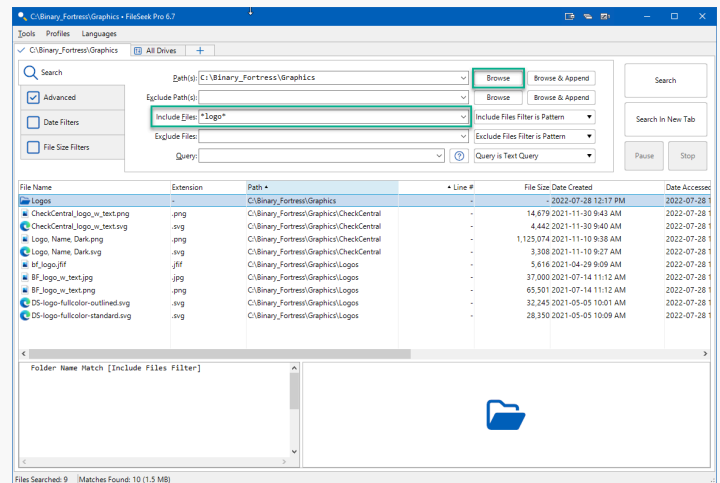 C:\Binary_Fortress\Graphics • FileSeek Pro 6.7
Tools Profiles Languages
C:\Binary_Fortress\Graphics All Drives +
Search
Advanced
Date Filters
File Size Filters
Path(s): C:\Binary_Fortress\Graphics Browse Browse & Append
Exclude Path(s): Browse Browse & Append
Include Files: *logo* Include Files Filter is Pattern
Exclude Files: Exclude Files Filter is Pattern
Query: Query is Text Query
Search
Search In New Tab
Pause Stop
File Name Extension Path Line # File Size Date Created Date Accessed
Logos - C:\Binary_Fortress\Graphics - - 2022-07-28 12:17 PM 2022-07-28 1
CheckCentral_logo_w_text.png .png C:\Binary_Fortress\Graphics\CheckCentral - 14,679 2021-11-30 9:43 AM 2022-07-28 1
CheckCentral_logo_w_text.svg .svg C:\Binary_Fortress\Graphics\CheckCentral - 4,442 2021-11-30 9:40 AM 2022-07-28 1
Logo, Name, Dark.png .png C:\Binary_Fortress\Graphics\CheckCentral - 1,125,074 2021-11-10 9:38 AM 2022-07-28 1
Logo, Name, Dark.svg .svg C:\Binary_Fortress\Graphics\CheckCentral - 3,308 2021-11-10 9:27 AM 2022-07-28 1
bf_logo.jfif .jfif C:\Binary_Fortress\Graphics\Logos - 5,616 2021-04-29 9:09 AM 2022-07-28 1
BF_logo_w_text.jpg .jpg C:\Binary_Fortress\Graphics\Logos - 37,000 2021-07-14 11:12 AM 2022-07-28 1
BF_logo_w_text.png .png C:\Binary_Fortress\Graphics\Logos - 65,501 2021-07-14 11:12 AM 2022-07-28 1
DS-logo-fullcolor-outlined.svg .svg C:\Binary_Fortress\Graphics\Logos - 32,245 2021-05-05 10:01 AM 2022-07-28 1
DS-logo-fullcolor-standard.svg .svg C:\Binary_Fortress\Graphics\Logos - 28,350 2021-05-05 10:09 AM 2022-07-28 1
Folder Name Match [Include Files Filter]
Files Searched: 9 Matches Found: 10 (1.5 MB)